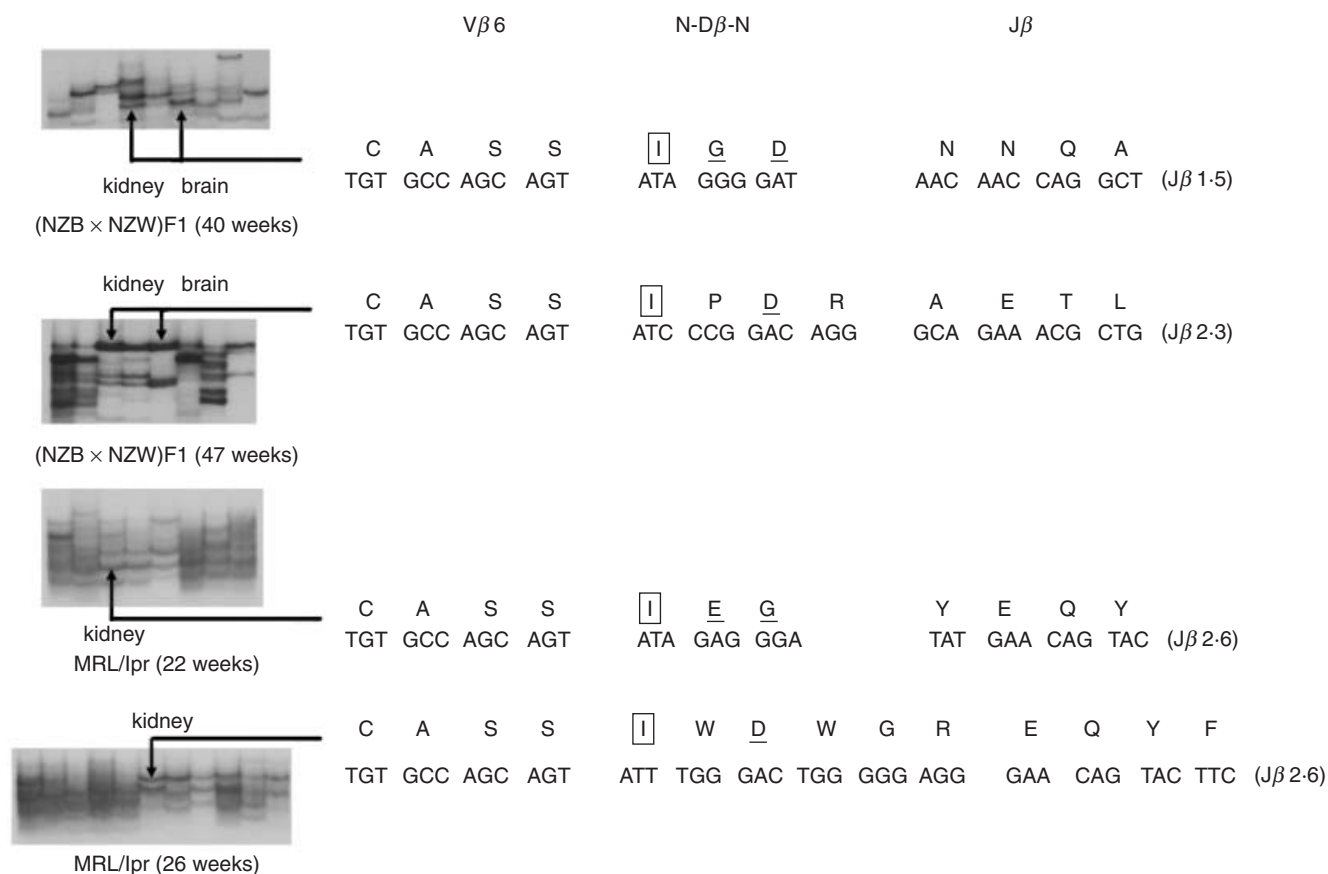 Vβ6 N-Dβ-N Jβ
C A S S I G D N N Q A
TGT GCC AGC AGT ATA GGG GAT AAC AAC CAG GCT (Jβ1·5)
kidney brain
(NZB × NZW)F1 (40 weeks)
kidney brain
C A S S I P D R A E T L
TGT GCC AGC AGT ATC CCG GAC AGG GCA GAA ACG CTG (Jβ2·3)
(NZB × NZW)F1 (47 weeks)
C A S S I E G Y E Q Y
TGT GCC AGC AGT ATA GAG GGA TAT GAA CAG TAC (Jβ2·6)
kidney
MRL/lpr (22 weeks)
kidney
C A S S I W D W G R E Q Y F
TGT GCC AGC AGT ATT TGG GAC TGG GGG AGG GAA CAG TAC TTC (Jβ2·6)
MRL/lpr (26 weeks)